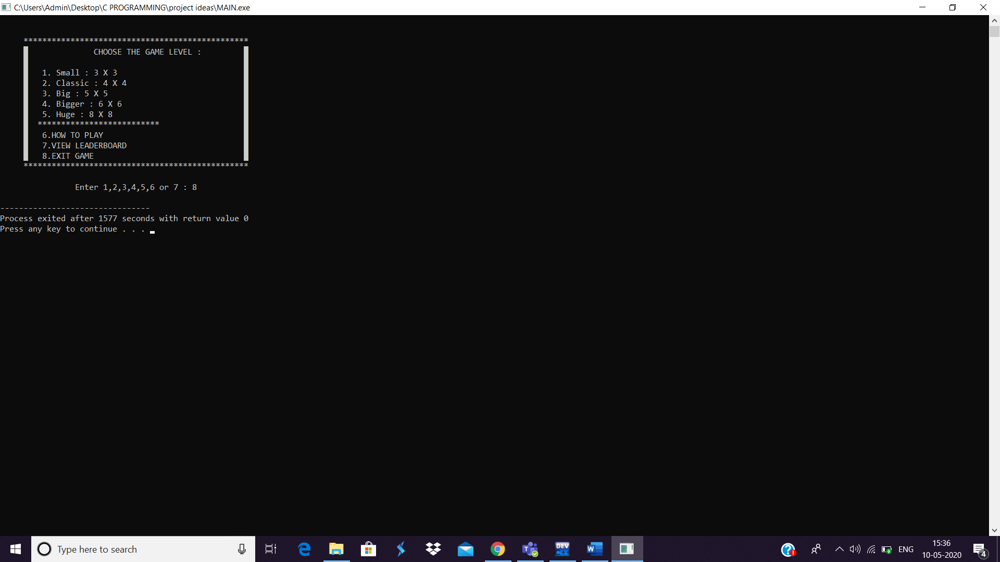 C:\Users\Admin\Desktop\C PROGRAMMING\project ideas\MAIN.exe
************************************************
CHOOSE THE GAME LEVEL :
1. Small : 3 X 3
2. Classic : 4 X 4
3. Big : 5 X 5
4. Bigger : 6 X 6
5. Huge : 8 X 8
**************************
6.HOW TO PLAY
7.VIEW LEADERBOARD
8.EXIT GAME
************************************************
Enter 1,2,3,4,5,6 or 7 : 8
--------------------------------
Process exited after 1577 seconds with return value 0
Press any key to continue . . .
Type here to search
DEV
C++
ENG
15:36
10-05-2020
4